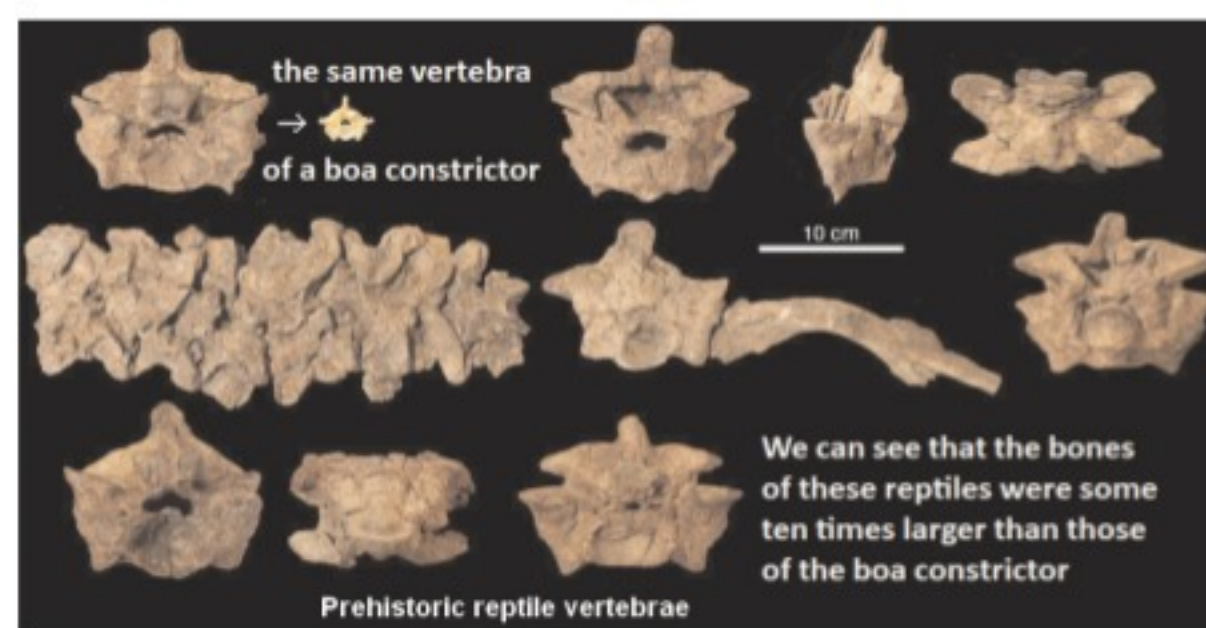 the same vertebra
→
of a boa constrictor
10 cm
We can see that the bones
of these reptiles were some
ten times larger than those
of the boa constrictor
Prehistoric reptile vertebrae